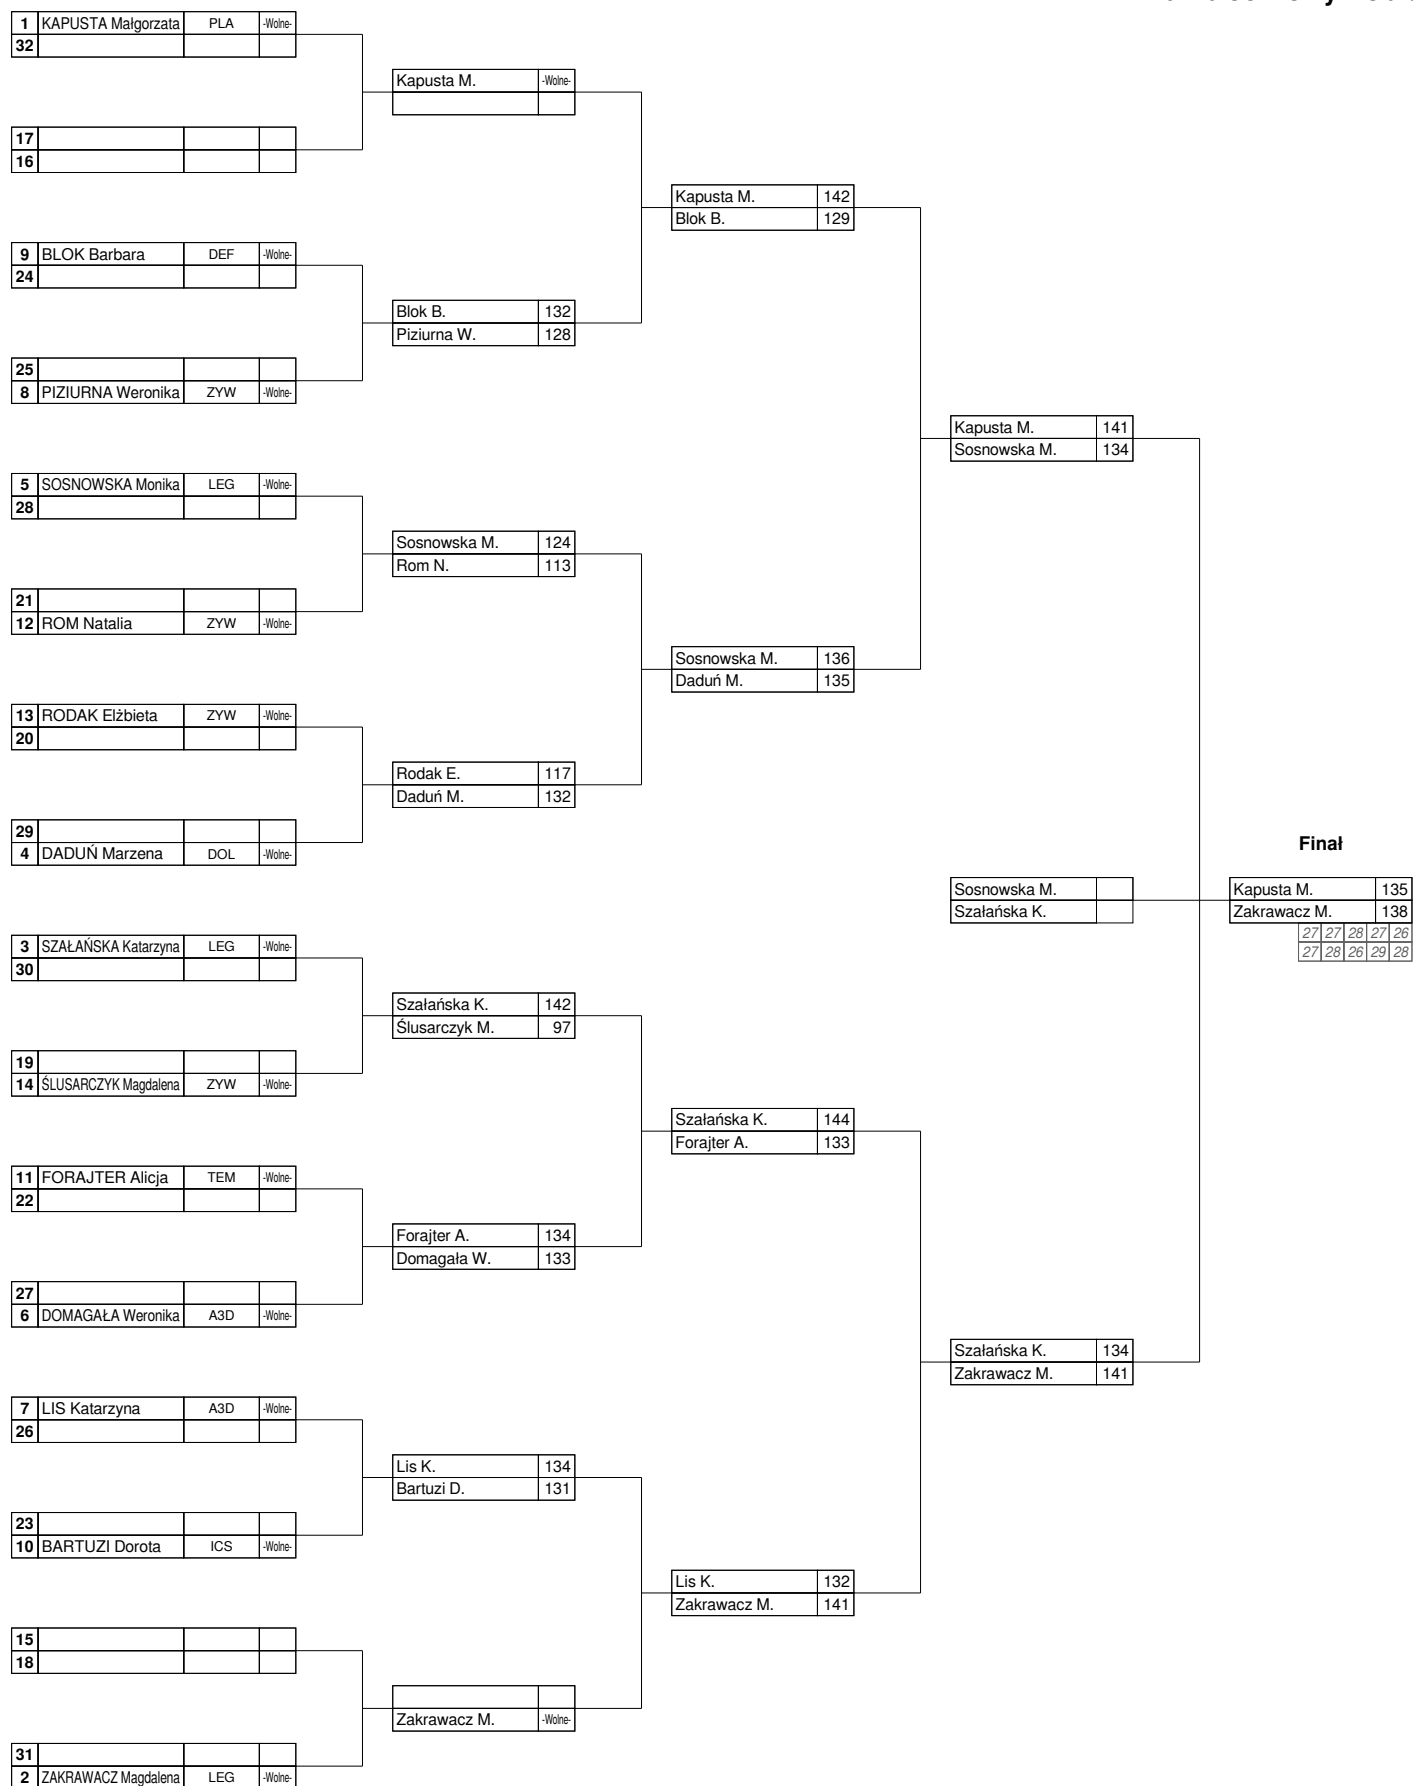 1 KAPUSTA Małgorzata PLA -Wolne-
32
Kapusta M. -Wolne-
17
16
Kapusta M. 142
Blok B. 129
9 BLOK Barbara DEF -Wolne-
24
Blok B. 132
Piziurna W. 128
25
8 PIZIURNA Weronika ZYW -Wolne-
Kapusta M. 141
Sosnowska M. 134
5 SOSNOWSKA Monika LEG -Wolne-
28
Sosnowska M. 124
Rom N. 113
21
12 ROM Natalia ZYW -Wolne-
Sosnowska M. 136
Daduń M. 135
13 RODAK Elżbieta ZYW -Wolne-
20
Rodak E. 117
Daduń M. 132
29
4 DADUŃ Marzena DOL -Wolne-
Finał
Sosnowska M.
Szałańska K.
Kapusta M. 135
Zakrawacz M. 138
27 27 28 27 26
27 28 26 29 28
3 SZAŁAŃSKA Katarzyna LEG -Wolne-
30
Szałańska K. 142
Ślusarczyk M. 97
19
14 ŚLUSARCZYK Magdalena ZYW -Wolne-
Szałańska K. 144
Forajter A. 133
11 FORAJTER Alicja TEM -Wolne-
22
Forajter A. 134
Domagała W. 133
27
6 DOMAGAŁA Weronika A3D -Wolne-
Szałańska K. 134
Zakrawacz M. 141
7 LIS Katarzyna A3D -Wolne-
26
Lis K. 134
Bartuzi D. 131
23
10 BARTUZI Dorota ICS -Wolne-
Lis K. 132
Zakrawacz M. 141
15
18
Zakrawacz M. -Wolne-
31
2 ZAKRAWACZ Magdalena LEG -Wolne-